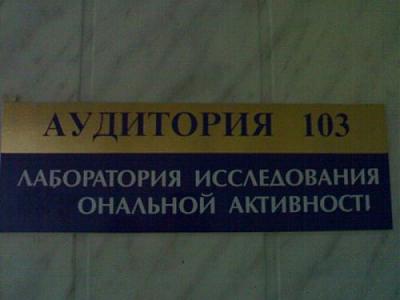 АУДИТОРИЯ 103
ЛАБОРАТОРИЯ ИССЛЕДОВАНИЯ
ОНАЛЬНОЙ АКТИВНОСТІ